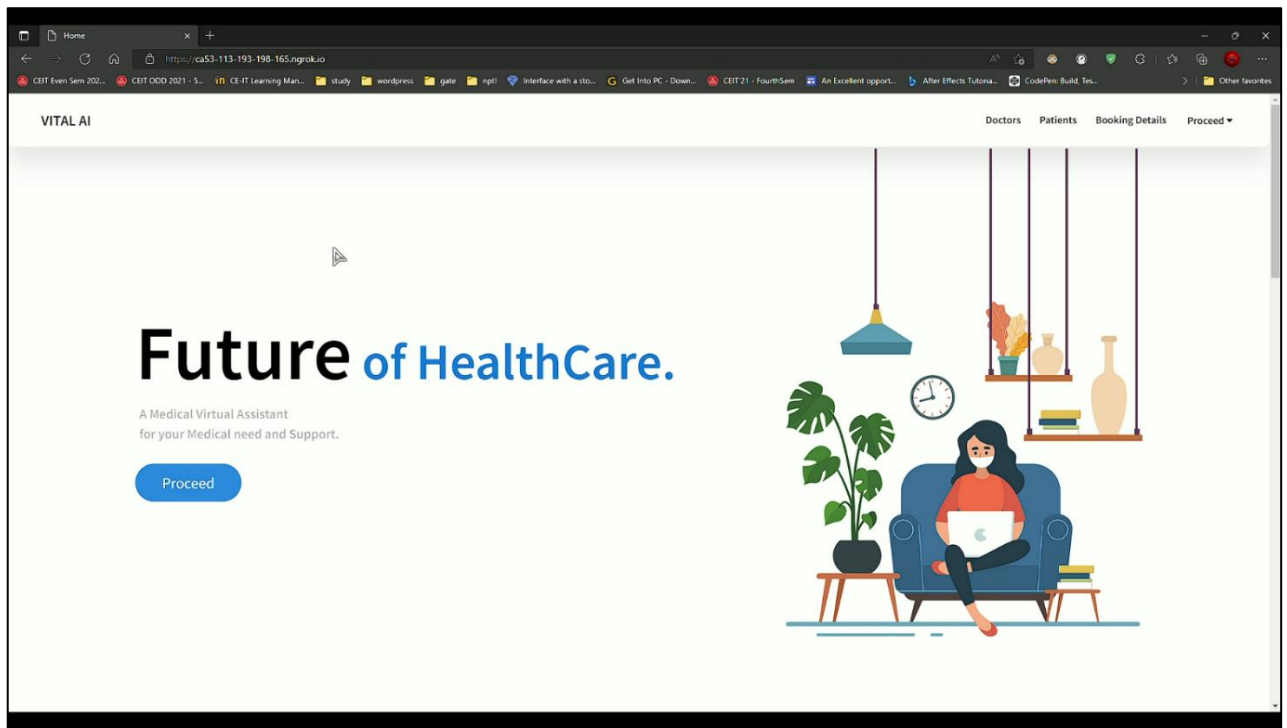 Home
https://ca53-113-193-198-165.ngrok.io
CEIT Even Sem 202... CEIT ODD 2021 - 5... CE-IT Learning Man... study wordpress gate nptl Interface with a sto... Get Into PC - Down... CEIT'21 - FourthSem An Excellent opport... After Effects Tutoria... CodePen: Build, Tes... Other favorites
VITAL AI Doctors Patients Booking Details Proceed
Future of HealthCare.
A Medical Virtual Assistant
for your Medical need and Support.
Proceed